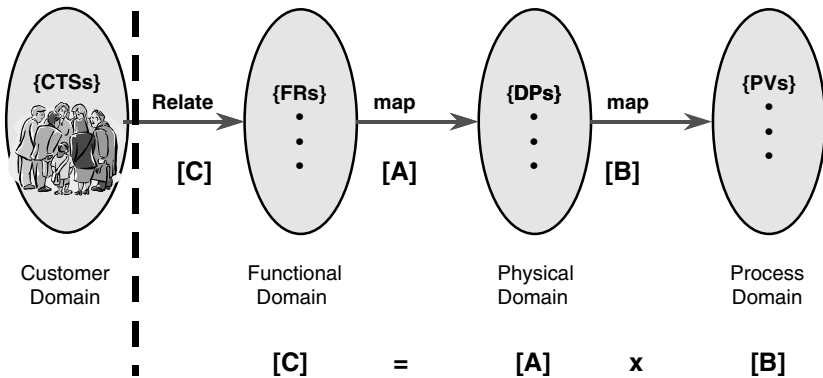 {CTSs}
Relate
{FRs}
map
{DPs}
map
{PVs}
[C]
[A]
[B]
Customer
Domain
Functional
Domain
Physical
Domain
Process
Domain
[C] = [A] x [B]